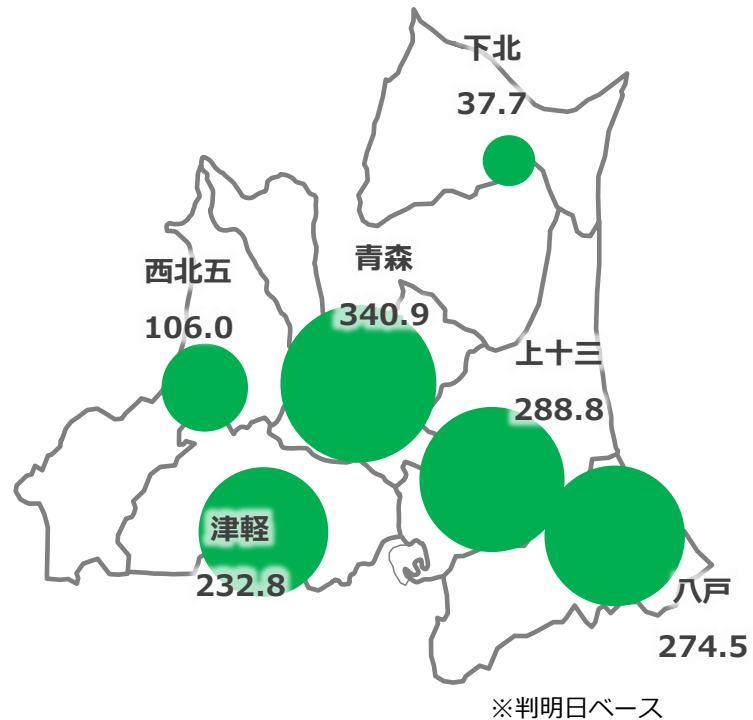 下北
37.7
青森
340.9
西北五
106.0
上十三
288.8
津軽
232.8
八戸
274.5
※判明日ベース